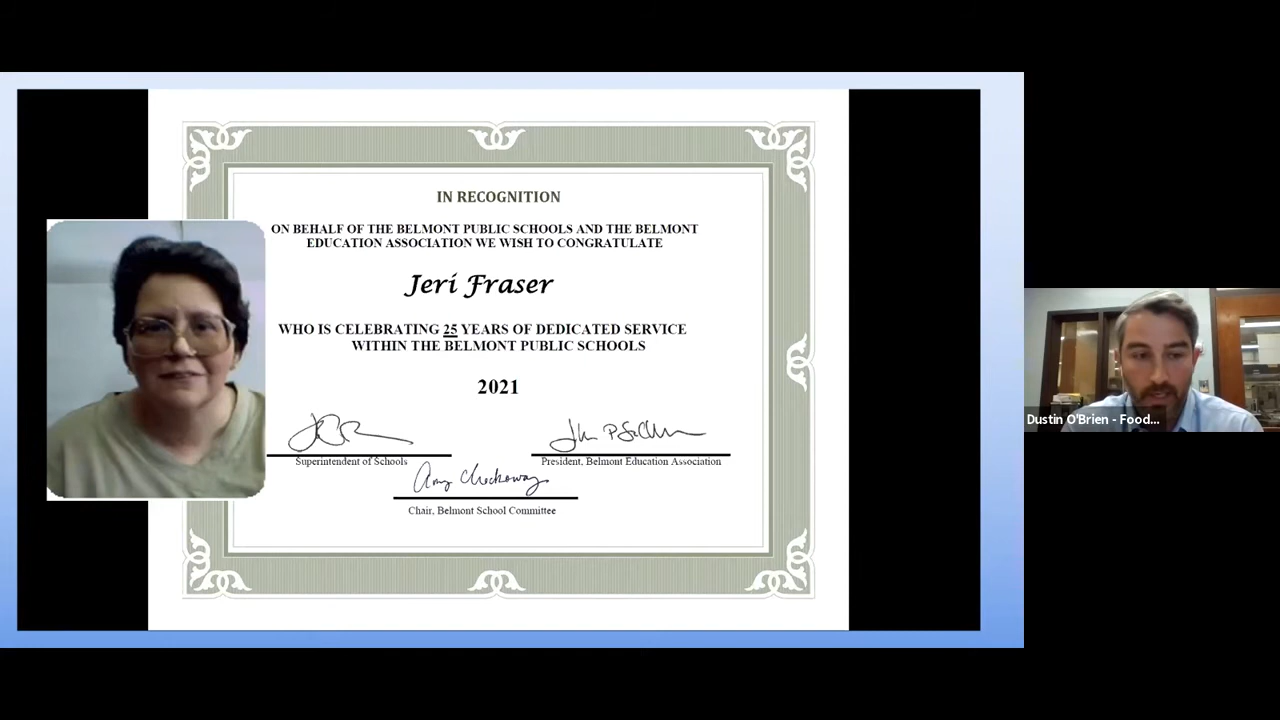 IN RECOGNITION
ON BEHALF OF THE BELMONT PUBLIC SCHOOLS AND THE BELMONT
EDUCATION ASSOCIATION WE WISH TO CONGRATULATE
Jeri Fraser
WHO IS CELEBRATING 25 YEARS OF DEDICATED SERVICE
WITHIN THE BELMONT PUBLIC SCHOOLS
2021
Superintendent of Schools
President, Belmont Education Association
Amy Checkoway
Chair, Belmont School Committee
Dustin O'Brien - Food...